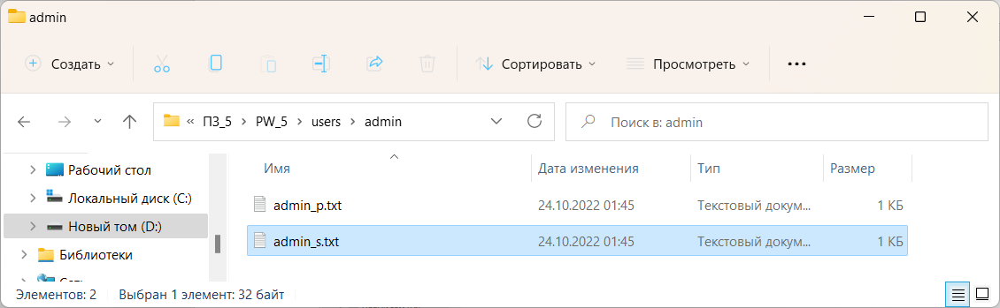 admin
Создать
Сортировать
Просмотреть
« ПЗ_5 PW_5 users admin
Поиск в: admin
Рабочий стол
Локальный диск (C:)
Новый том (D:)
Библиотеки
Имя Дата изменения Тип Размер
admin_p.txt 24.10.2022 01:45 Текстовый докум... 1 КБ
admin_s.txt 24.10.2022 01:45 Текстовый докум... 1 КБ
Элементов: 2 Выбран 1 элемент: 32 байт